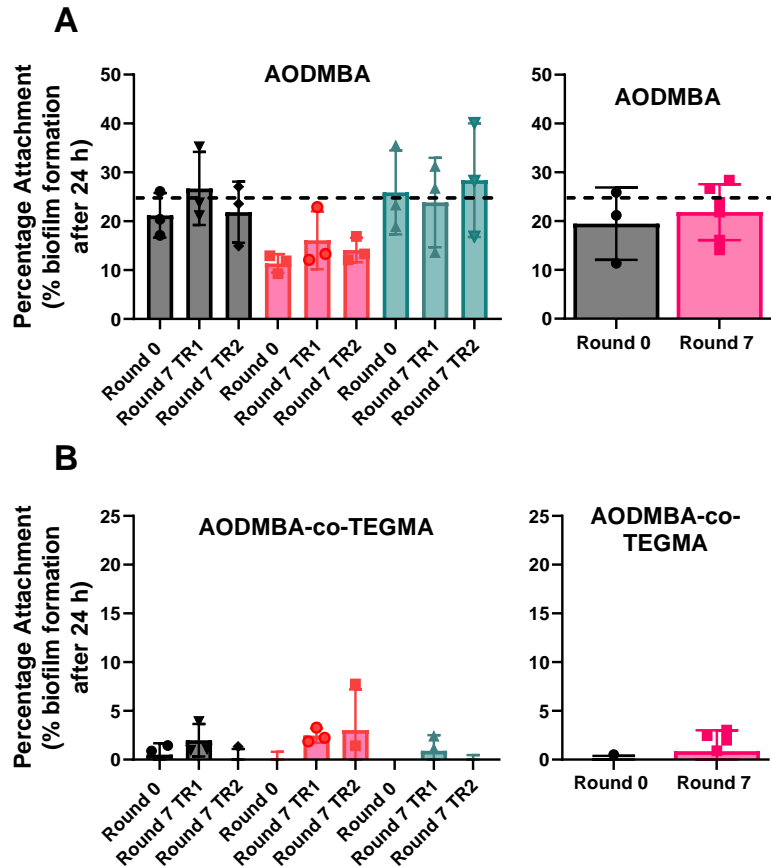 A
AODMBA
Percentage Attachment
(% biofilm formation
after 24 h)
50
40
30
20
10
0
Round 0
Round 7 TR1
Round 7 TR2
Round 0
Round 7 TR1
Round 7 TR2
Round 0
Round 7 TR1
Round 7 TR2
AODMBA
50
40
30
20
10
0
Round 0
Round 7
B
AODMBA-co-TEGMA
Percentage Attachment
(% biofilm formation
after 24 h)
25
20
15
10
5
0
Round 0
Round 7 TR1
Round 7 TR2
Round 0
Round 7 TR1
Round 7 TR2
Round 0
Round 7 TR1
Round 7 TR2
AODMBA-co-
TEGMA
25
20
15
10
5
0
Round 0
Round 7